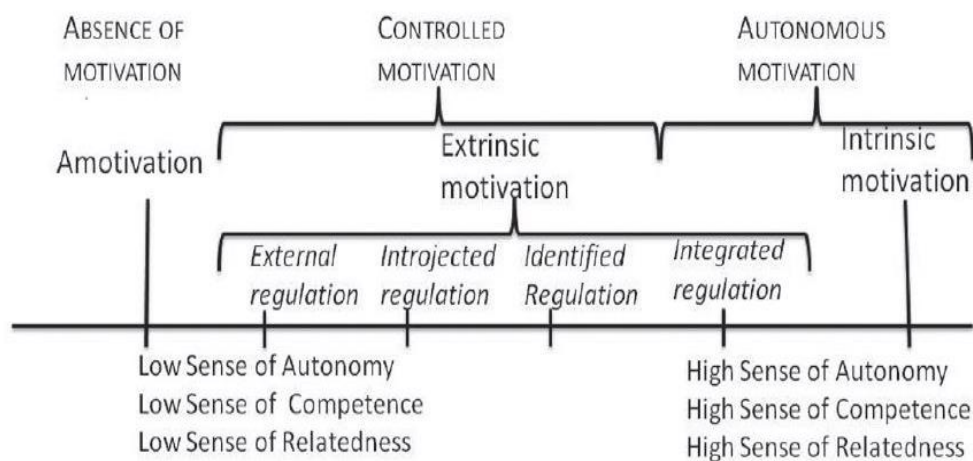 ABSENCE OF
MOTIVATION
CONTROLLED
MOTIVATION
AUTONOMOUS
MOTIVATION
Amotivation
Extrinsic
motivation
Intrinsic
motivation
External
regulation
Introjected
regulation
Identified
Regulation
Integrated
regulation
Low Sense of Autonomy
Low Sense of Competence
Low Sense of Relatedness
High Sense of Autonomy
High Sense of Competence
High Sense of Relatedness